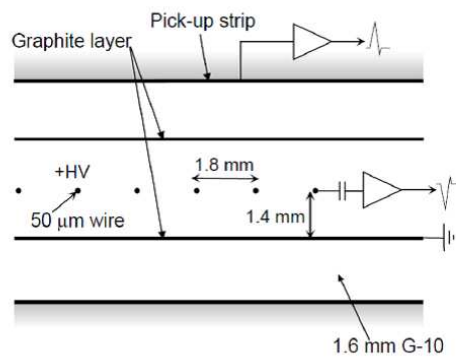 Pick-up strip
Graphite layer
+HV
1.8 mm
50 μm wire
1.4 mm
1.6 mm G-10